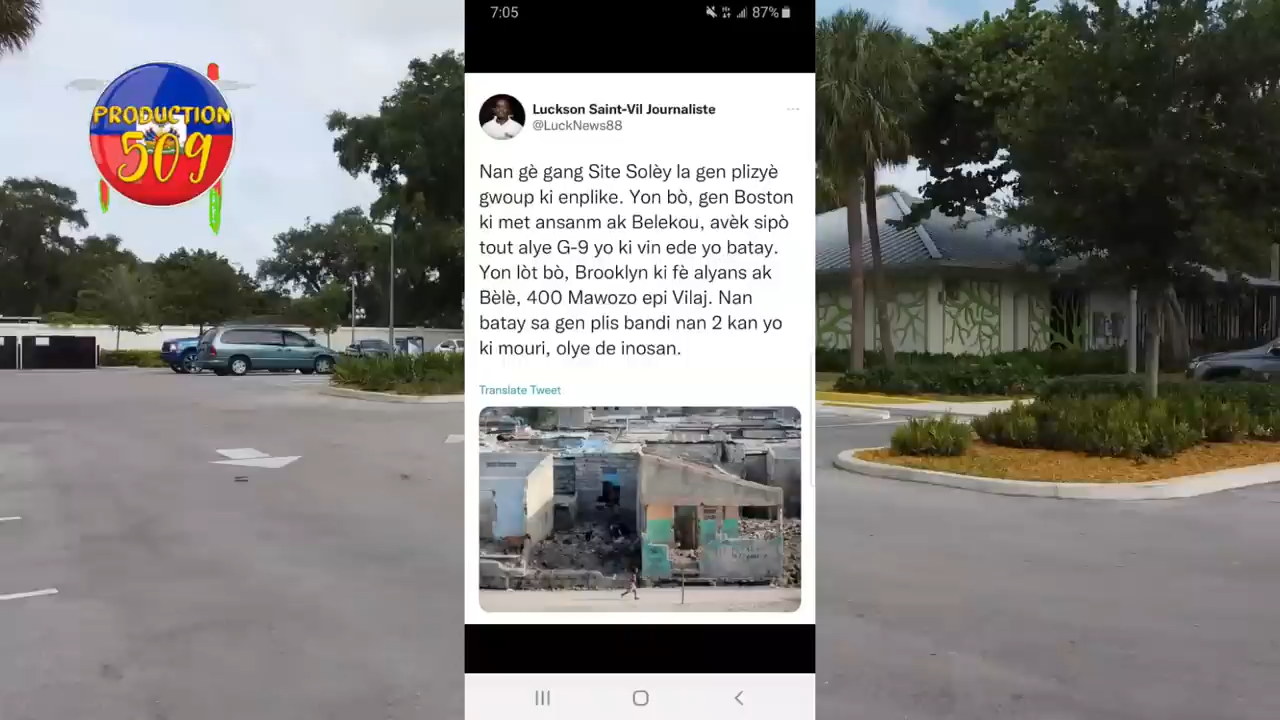 PRODUCTION
509
7:05
87%
Luckson Saint-Vil Journaliste
@LuckNews88
Nan gè gang Site Solèy la gen plizyè
gwoup ki enplike. Yon bò, gen Boston
ki met ansanm ak Belekou, avèk sipò
tout alye G-9 yo ki vin ede yo batay.
Yon lòt bò, Brooklyn ki fè alyans ak
Bèlè, 400 Mawozo epi Vilaj. Nan
batay sa gen plis bandi nan 2 kan yo
ki mouri, olye de inosan.
Translate Tweet